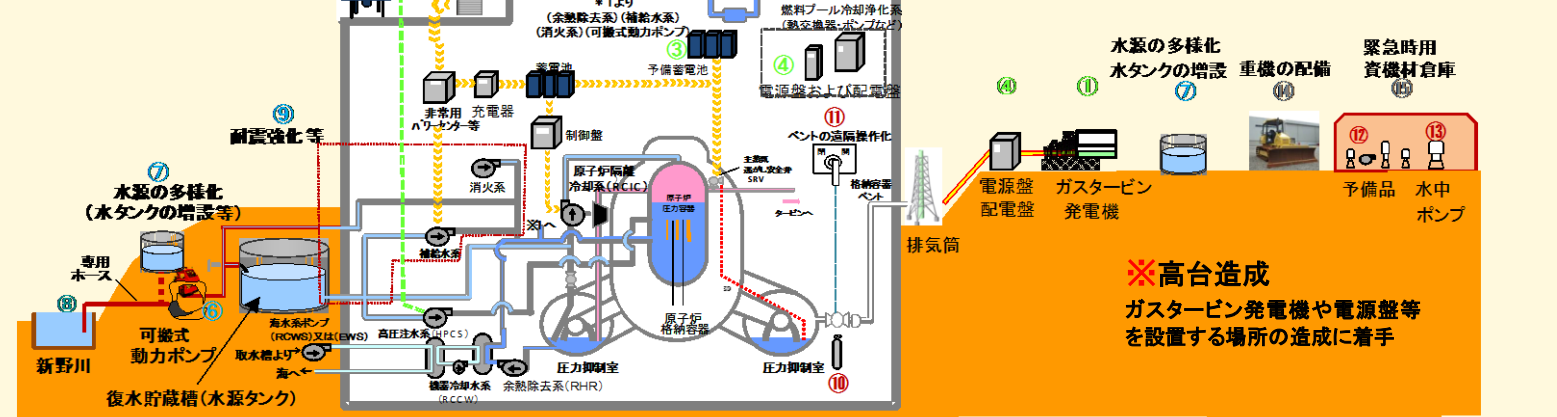 *1より
(余熱除去系)(補給水系)
(消火系)(可搬式動力ポンプ)
燃料プール冷却浄化系
(熱交換器・ポンプなど)
③
予備蓄電池
④
電源盤および配電盤
蓄電池
充電器
非常用
パワーセンター等
制御盤
⑨
耐震強化等
⑦
水源の多様化
(水タンクの増設等)
専用
ホース
⑧
新野川
⑥
可搬式
動力ポンプ
復水貯蔵槽(水源タンク)
消火系
原子炉隔離
冷却系(RCIC)
補給水系
海水系ポンプ
(RCWS)又は(EWS)
高圧注水系(HPCS)
取水槽より
海へ
機器冷却水系
(RCCW)
余熱除去系(RHR)
原子炉
圧力容器
原子炉
格納容器
圧力抑制室
圧力抑制室
主蒸気
逃がし安全弁
SRV
タービンへ
⑪
ベントの遠隔操作化
閉 開
格納容器
ベント
⑩
排気筒
④
電源盤
配電盤
①
ガスタービン
発電機
水源の多様化
水タンクの増設
⑦
重機の配備
⑭
緊急時用
資機材倉庫
⑮
⑫
⑬
予備品
水中
ポンプ
※高台造成
ガスタービン発電機や電源盤等
を設置する場所の造成に着手